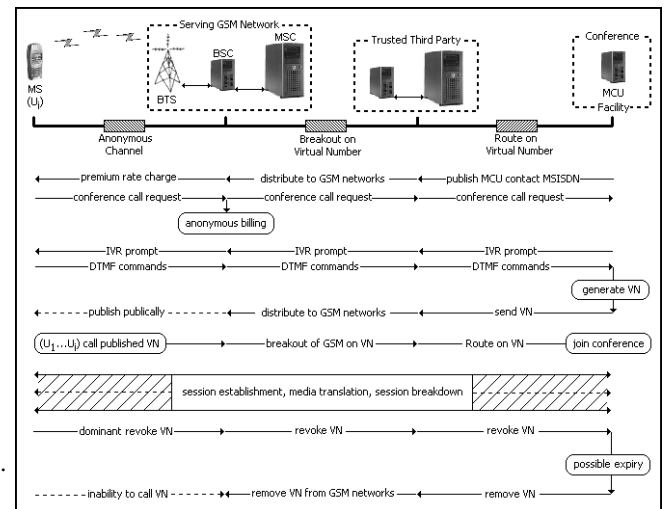 Serving GSM Network
MSC
BSC
Trusted Third Party
Conference
MS
(Ui)
BTS
MCU
Facility
Anonymous
Channel
Breakout on
Virtual Number
Route on
Virtual Number
premium rate charge
distribute to GSM networks
publish MCU contact MSISDN
conference call request
conference call request
conference call request
anonymous billing
IVR prompt
IVR prompt
IVR prompt
DTMF commands
DTMF commands
DTMF commands
generate VN
publish publically
distribute to GSM networks
send VN
(U1...Ui) call published VN
breakout of GSM on VN
Route on VN
join conference
session establishment, media translation, session breakdown
dominant revoke VN
revoke VN
revoke VN
possible expiry
inability to call VN
remove VN from GSM networks
remove VN
.